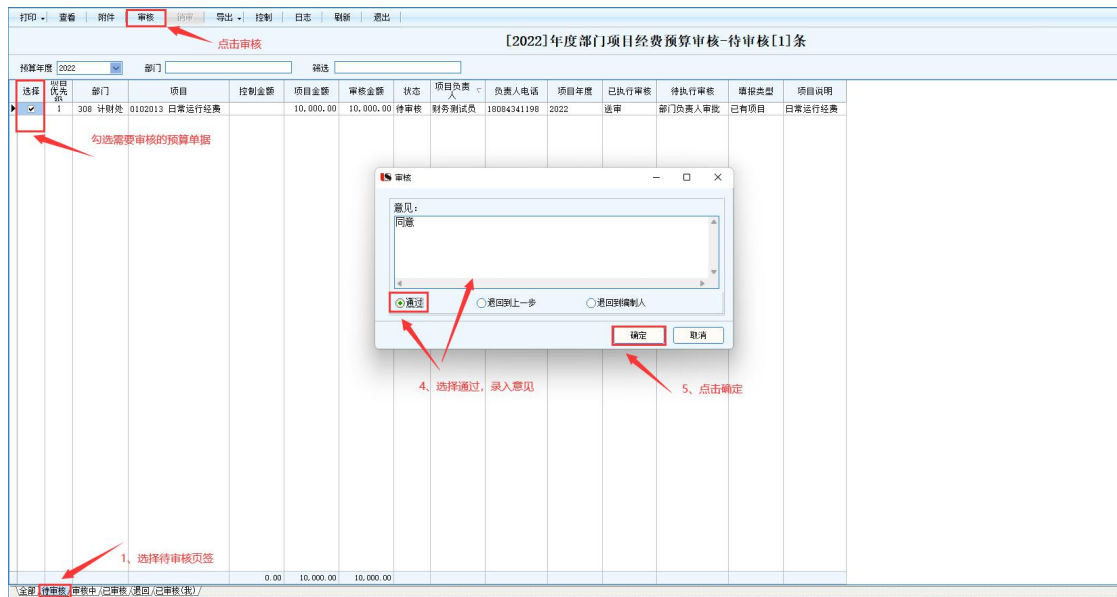 打印 查看 附件 审核 销审 导出 控制 日志 刷新 退出
点击审核
[2022]年度部门项目经费预算审核-待审核[1]条
预算年度 2022 部门 筛选
选择 项目优先级 部门 项目 控制金额 项目金额 审核金额 状态 项目负责人 负责人电话 项目年度 已执行审核 待执行审核 填报类型 项目说明
1 308 计财处 0102013 日常运行经费 10,000.00 10,000.00 待审核 财务测试员 18084341198 2022 送审 部门负责人审批 已有项目 日常运行经费
勾选需要审核的预算单据
审核
意见:
同意
通过 退回到上一步 退回到编制人
确定 取消
4、选择通过,录入意见
5、点击确定
1、选择待审核页签
0.00 10,000.00 10,000.00
全部 待审核 审核中 已审核 退回 已审核(我)